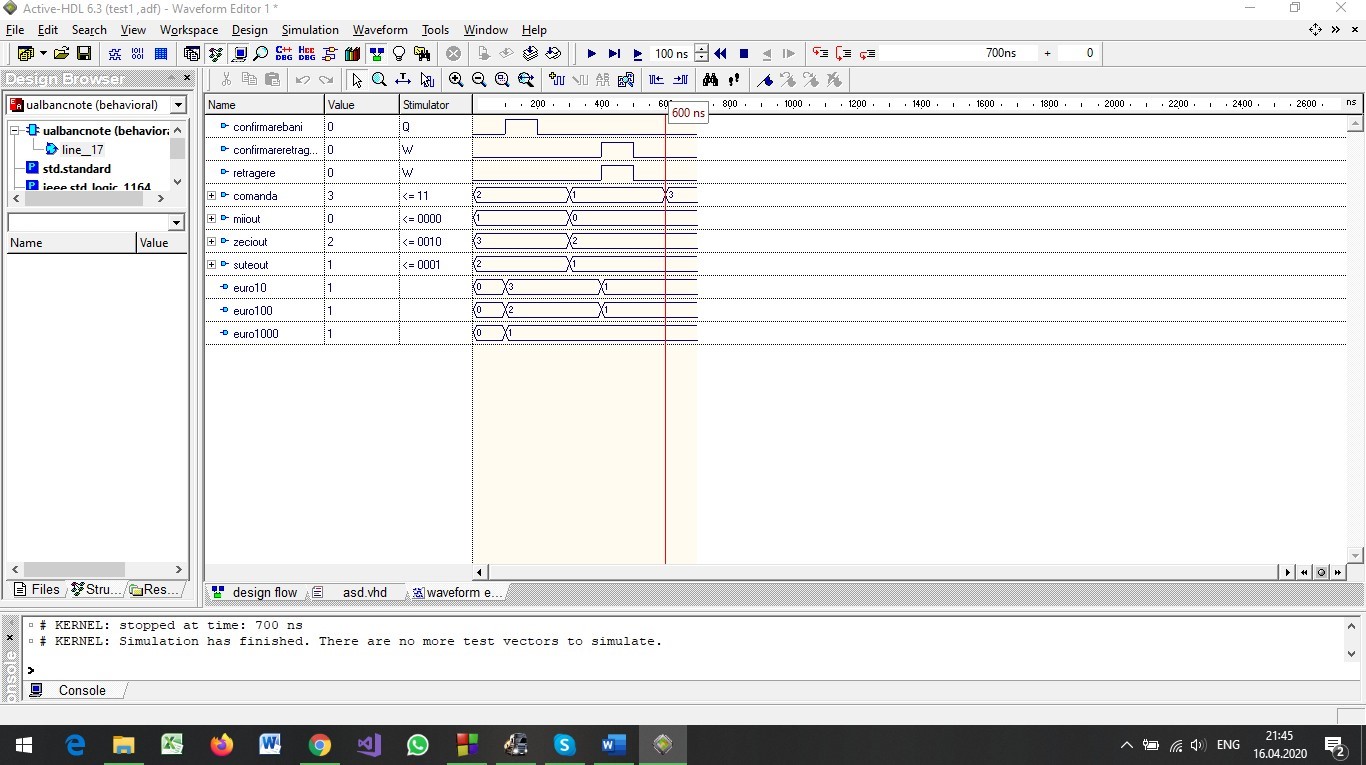 Active-HDL 6.3 (test1 ,adf) - Waveform Editor 1 *
File Edit Search View Workspace Design Simulation Waveform Tools Window Help
100 ns 700ns + 0
Design Browser
ualbancnote (behavioral)
ualbancnote (behaviora
line__17
std.standard
ieee.std_logic_1164
Name Value
Files Stru... Res...
Name Value Stimulator 200 400 600 800 1000 1200 1400 1600 1800 2000 2200 2400 2600 ns
600 ns
confirmarebani 0 Q
confirmareretrag... 0 W
retragere 0 W
comanda 3 <= 11 2 1 3
miiout 0 <= 0000 1 0
zeciout 2 <= 0010 3 2
suteout 1 <= 0001 2 1
euro10 1 0 3 1
euro100 1 0 2 1
euro1000 1 0 1
design flow asd.vhd waveform e...
# KERNEL: stopped at time: 700 ns
# KERNEL: Simulation has finished. There are no more test vectors to simulate.
>
Console
ENG 21:45
16.04.2020 2